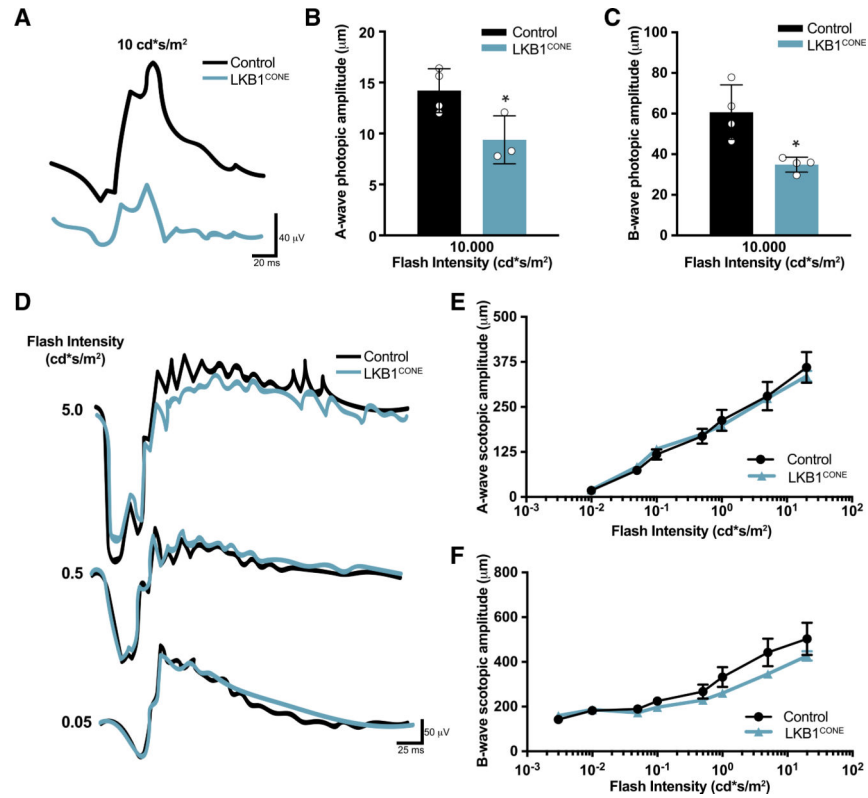 A
10 cd*s/m²
Control
LKB1ᶜᴼᴺᴱ
40 µV
20 ms
B
Control
LKB1ᶜᴼᴺᴱ
A-wave photopic amplitude (µm)
20
15
10
5
0
*
10.000
Flash Intensity (cd*s/m²)
C
Control
LKB1ᶜᴼᴺᴱ
B-wave photopic amplitude (µm)
100
80
60
40
20
0
*
10.000
Flash Intensity (cd*s/m²)
D
Flash Intensity
(cd*s/m²)
Control
LKB1ᶜᴼᴺᴱ
5.0
0.5
0.05
50 µV
25 ms
E
A-wave scotopic amplitude (µm)
500
375
250
125
0
Control
LKB1ᶜᴼᴺᴱ
10⁻³ 10⁻² 10⁻¹ 10⁰ 10¹ 10²
Flash Intensity (cd*s/m²)
F
B-wave scotopic amplitude (µm)
800
600
400
200
0
Control
LKB1ᶜᴼᴺᴱ
10⁻³ 10⁻² 10⁻¹ 10⁰ 10¹ 10²
Flash Intensity (cd*s/m²)